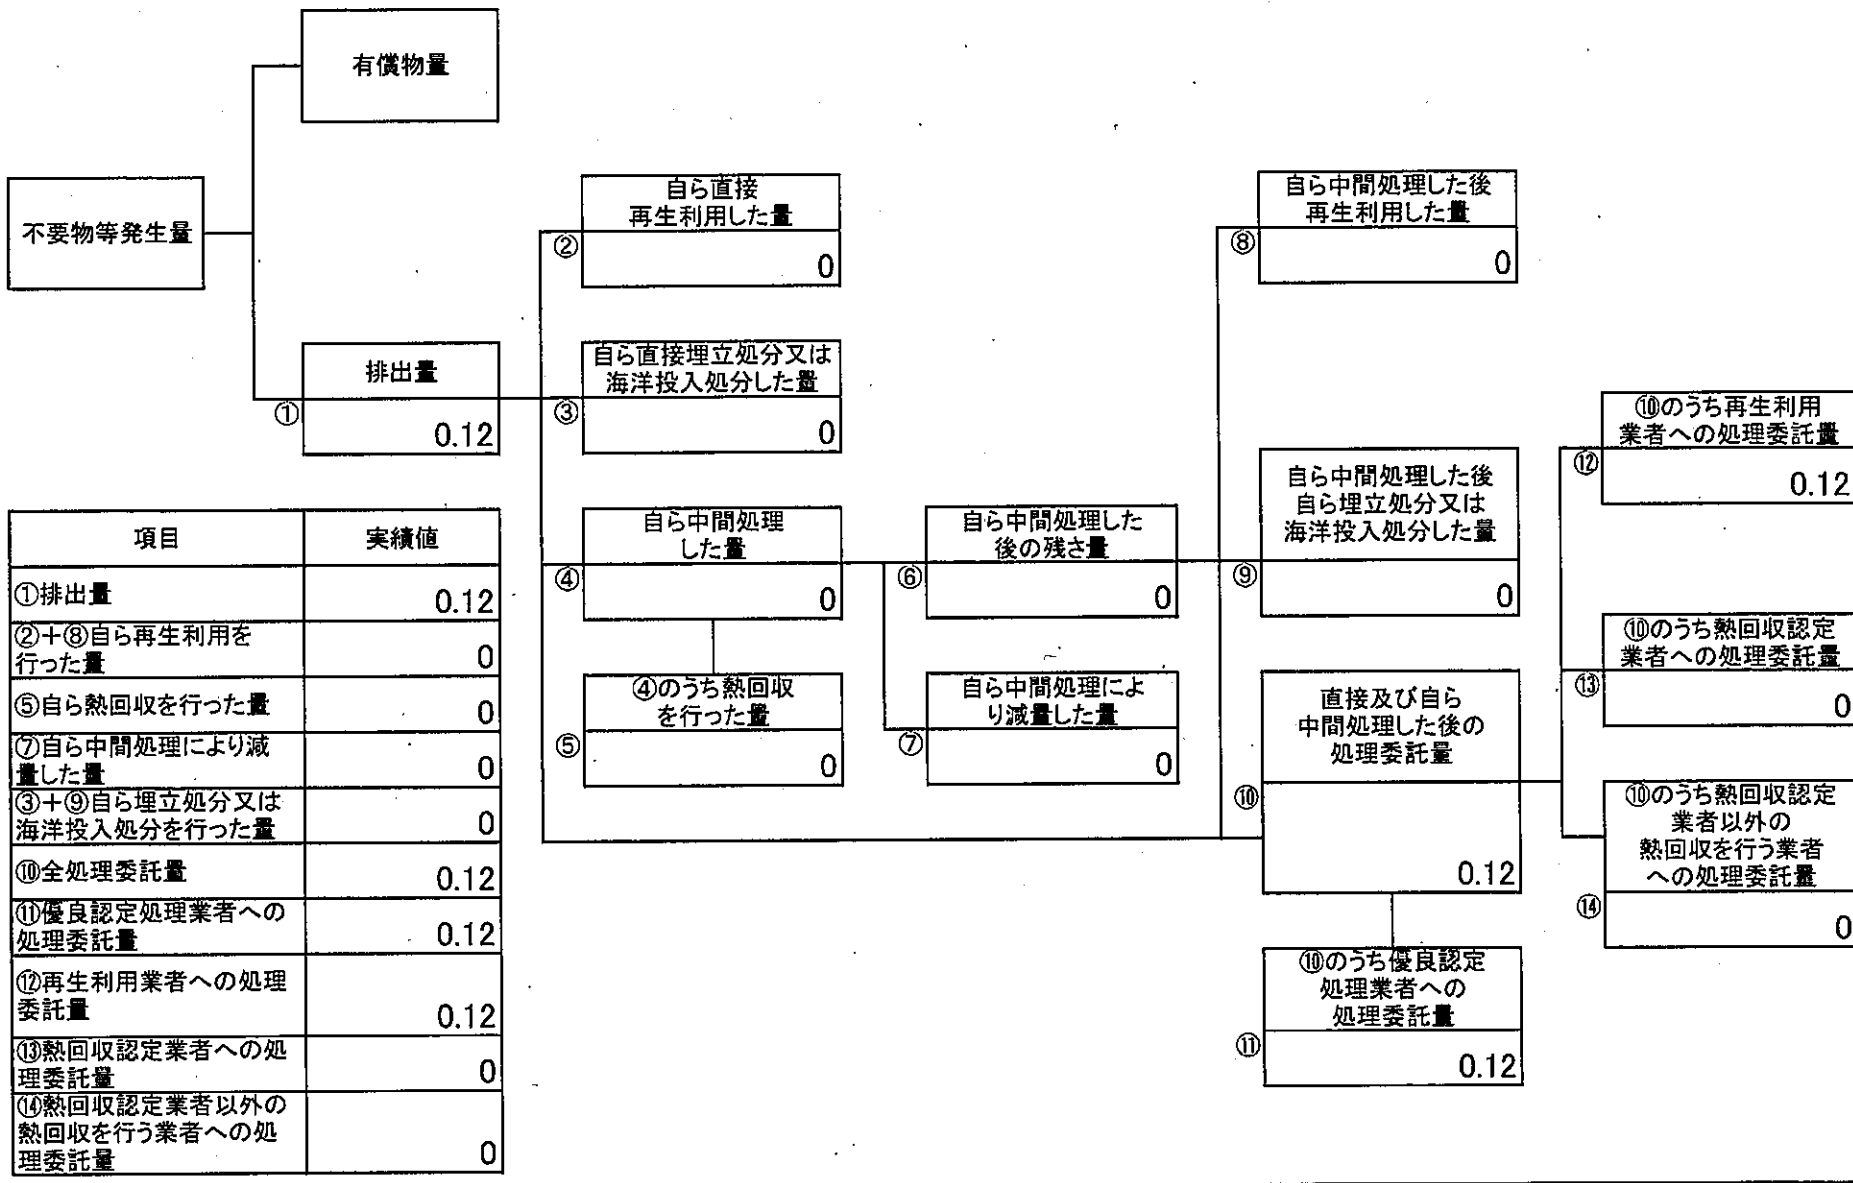 有償物量
不要物等発生量
自ら直接
再生利用した量
②
0
自ら中間処理した後
再生利用した量
⑧
0
排出量
①
0.12
自ら直接埋立処分又は
海洋投入処分した量
③
0
⑩のうち再生利用
業者への処理委託量
⑫
0.12
自ら中間処理
した量
④
0
自ら中間処理した
後の残さ量
⑥
0
自ら中間処理した後
自ら埋立処分又は
海洋投入処分した量
⑨
0
⑩のうち熱回収認定
業者への処理委託量
⑬
0
④のうち熱回収
を行った量
⑤
0
自ら中間処理によ
り減量した量
⑦
0
直接及び自ら
中間処理した後の
処理委託量
⑩
0.12
⑩のうち熱回収認定
業者以外の
熱回収を行う業者
への処理委託量
⑭
0
⑩のうち優良認定
処理業者への
処理委託量
⑪
0.12
項目 実績値
①排出量 0.12
②+⑧自ら再生利用を
行った量 0
⑤自ら熱回収を行った量 0
⑦自ら中間処理により減
量した量 0
③+⑨自ら埋立処分又は
海洋投入処分を行った量 0
⑩全処理委託量 0.12
⑪優良認定処理業者への
処理委託量 0.12
⑫再生利用業者への処理
委託量 0.12
⑬熱回収認定業者への処
理委託量 0
⑭熱回収認定業者以外の
熱回収を行う業者への処
理委託量 0